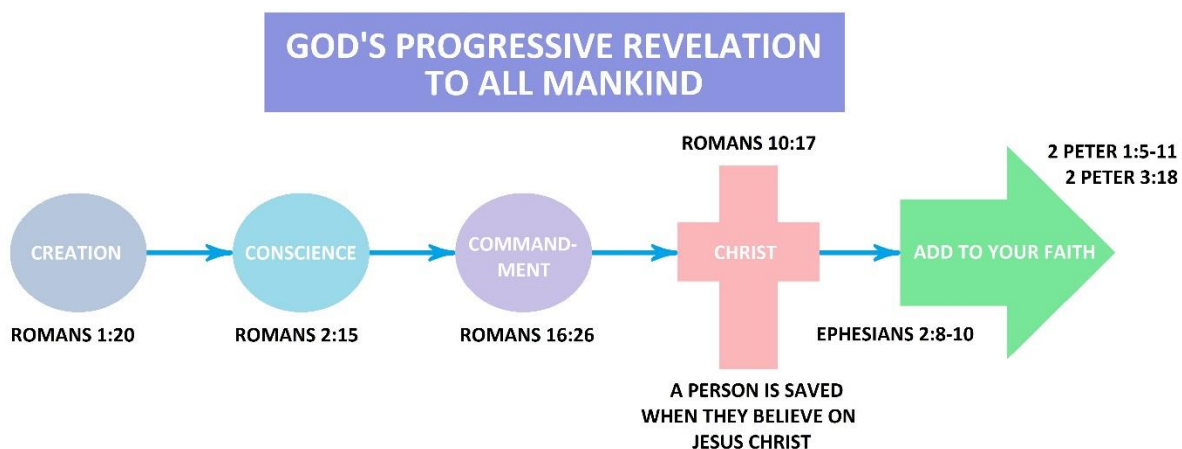 GOD'S PROGRESSIVE REVELATION
TO ALL MANKIND
ROMANS 10:17
2 PETER 1:5-11
2 PETER 3:18
CREATION
CONSCIENCE
COMMAND-
MENT
CHRIST
ADD TO YOUR FAITH
ROMANS 1:20
ROMANS 2:15
ROMANS 16:26
EPHESIANS 2:8-10
A PERSON IS SAVED
WHEN THEY BELIEVE ON
JESUS CHRIST